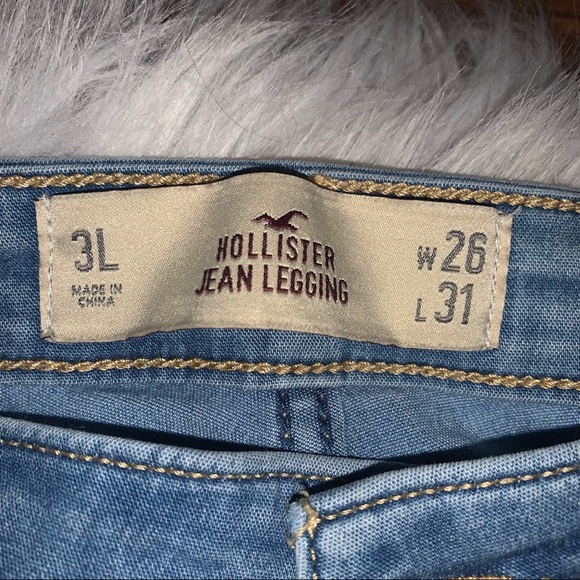 3L
MADE IN
CHINA
HOLLISTER
JEAN LEGGING
W 26
L 31